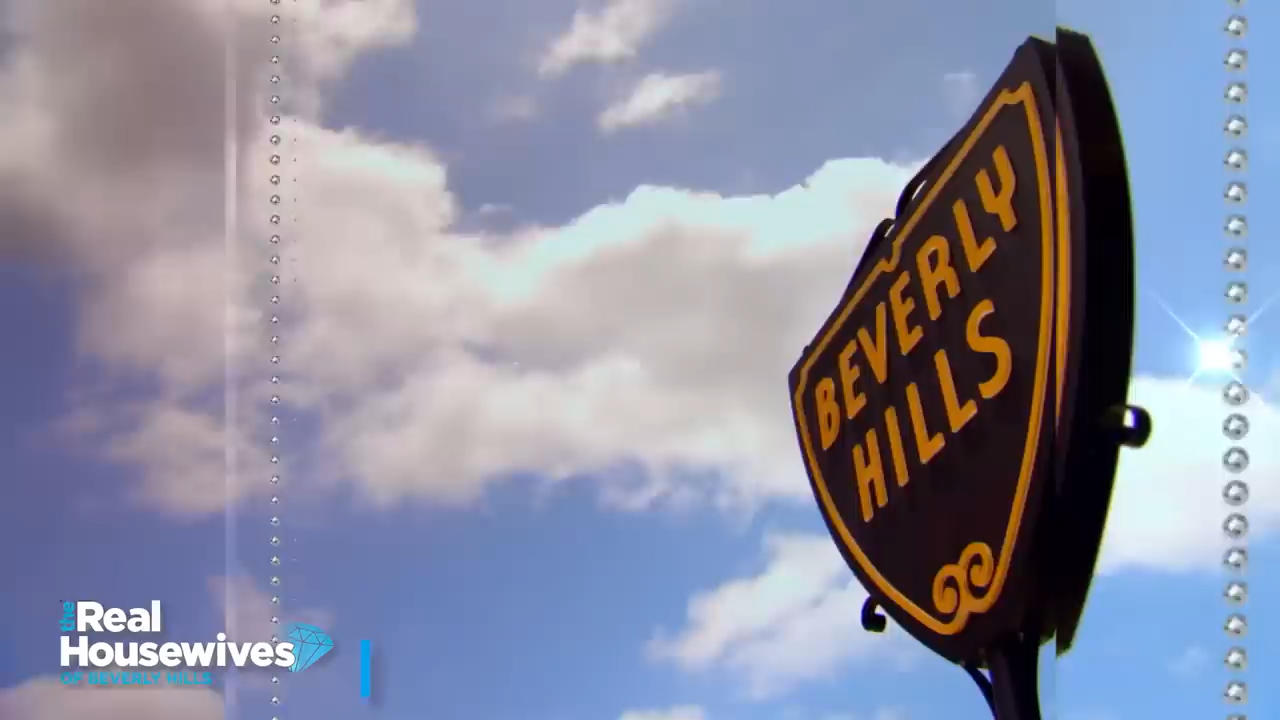 BEVERLY
HILLS
the Real
Housewives
OF BEVERLY HILLS